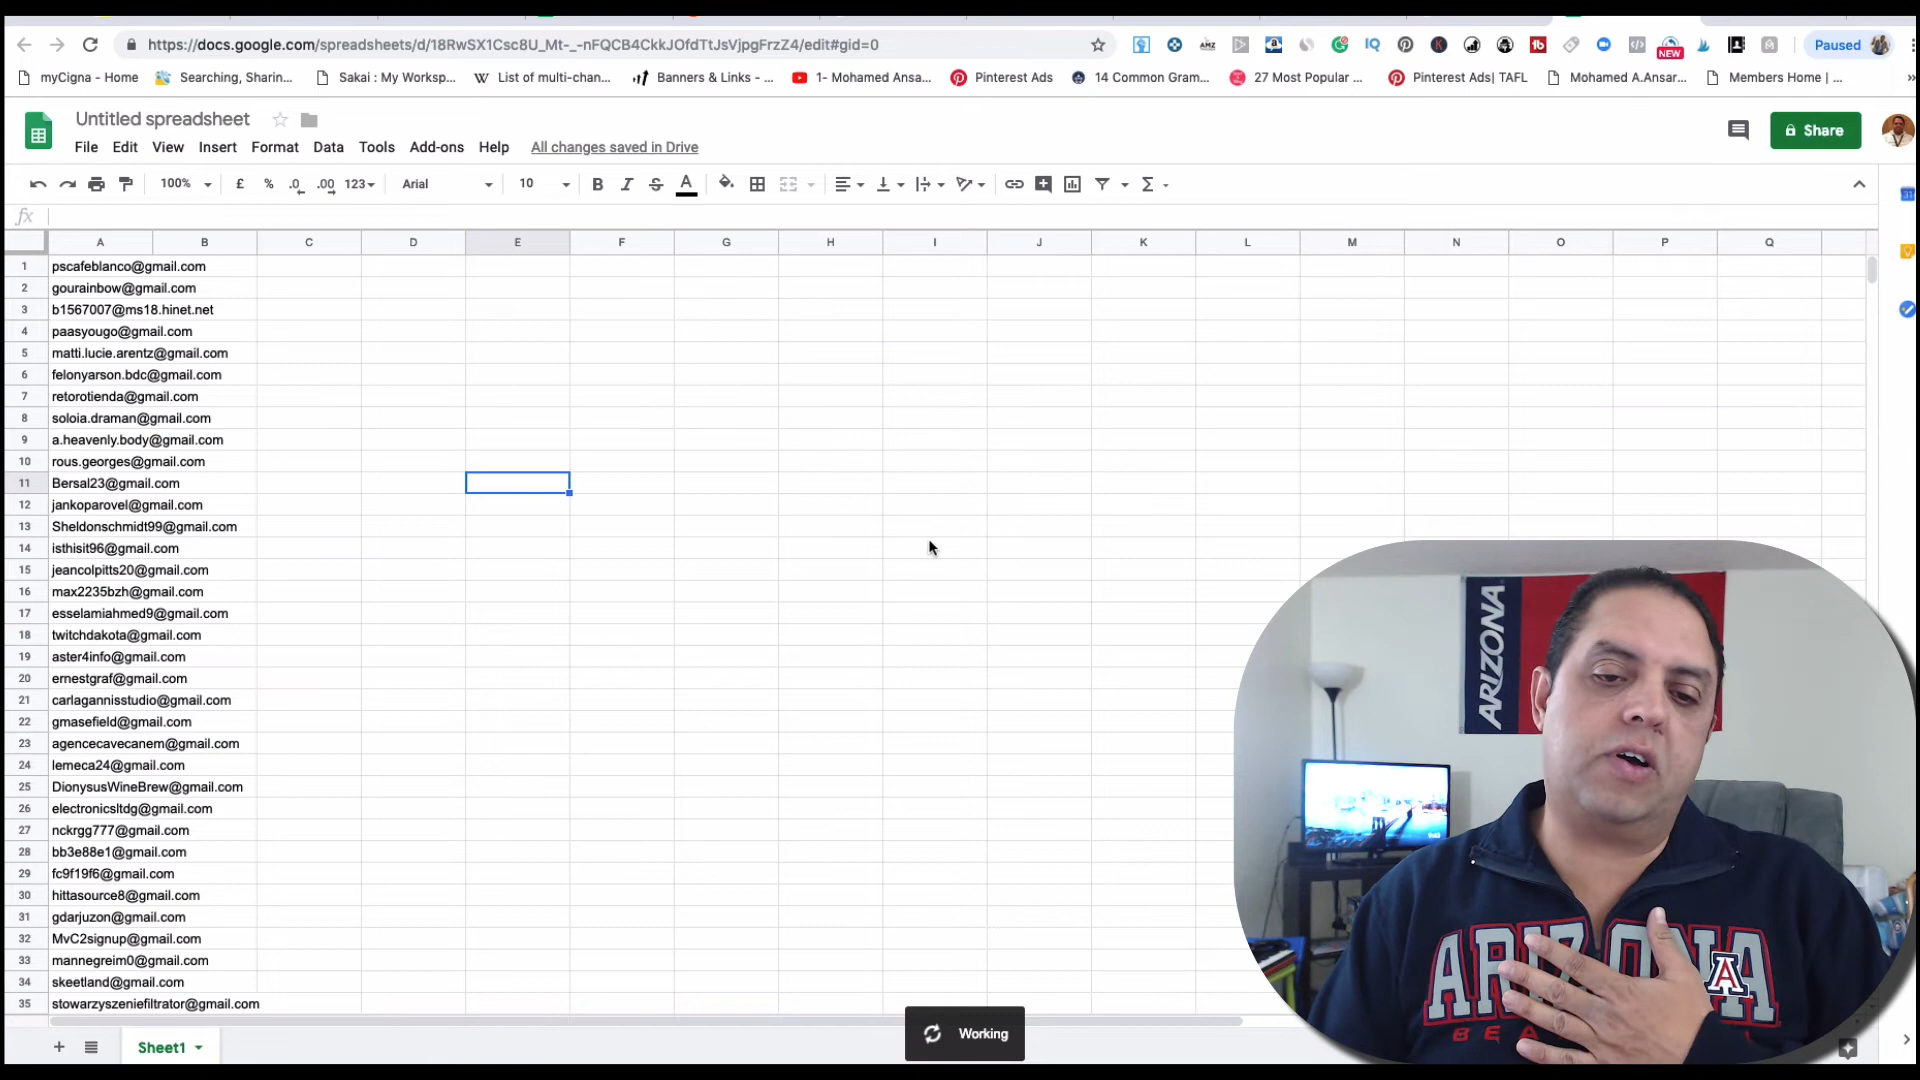 https://docs.google.com/spreadsheets/d/18RwSX1Csc8U_Mt-_-nFQCB4CkkJOfdTtJsVjpgFrzZ4/edit#gid=0
Paused
myCigna - Home
Searching, Sharin...
Sakai : My Worksp...
List of multi-chan...
Banners & Links - ...
1- Mohamed Ansa...
Pinterest Ads
14 Common Gram...
27 Most Popular ...
Pinterest Ads| TAFL
Mohamed A.Ansar...
Members Home | ...
Untitled spreadsheet
Share
File Edit View Insert Format Data Tools Add-ons Help All changes saved in Drive
100% £ % .0 .00 123 Arial 10 B I S A Σ
fx
A B C D E F G H I J K L M N O P Q
1 pscafeblanco@gmail.com
2 gourainbow@gmail.com
3 b1567007@ms18.hinet.net
4 paasyougo@gmail.com
5 matti.lucie.arentz@gmail.com
6 felonyarson.bdc@gmail.com
7 retorotienda@gmail.com
8 soloia.draman@gmail.com
9 a.heavenly.body@gmail.com
10 rous.georges@gmail.com
11 Bersal23@gmail.com
12 jankoparovel@gmail.com
13 Sheldonschmidt99@gmail.com
14 isthisit96@gmail.com
15 jeancolpitts20@gmail.com
16 max2235bzh@gmail.com
17 esselamiahmed9@gmail.com
18 twitchdakota@gmail.com
19 aster4info@gmail.com
20 ernestgraf@gmail.com
21 carlagannisstudio@gmail.com
22 gmasefield@gmail.com
23 agencecavecanem@gmail.com
24 lemeca24@gmail.com
25 DionysusWineBrew@gmail.com
26 electronicsltdg@gmail.com
27 nckrgg777@gmail.com
28 bb3e88e1@gmail.com
29 fc9f19f6@gmail.com
30 hittasource8@gmail.com
31 gdarjuzon@gmail.com
32 MvC2signup@gmail.com
33 mannegreim0@gmail.com
34 skeetland@gmail.com
35 stowarzyszeniefiltrator@gmail.com
Working
Sheet1
ARIZONA
ARIZONA